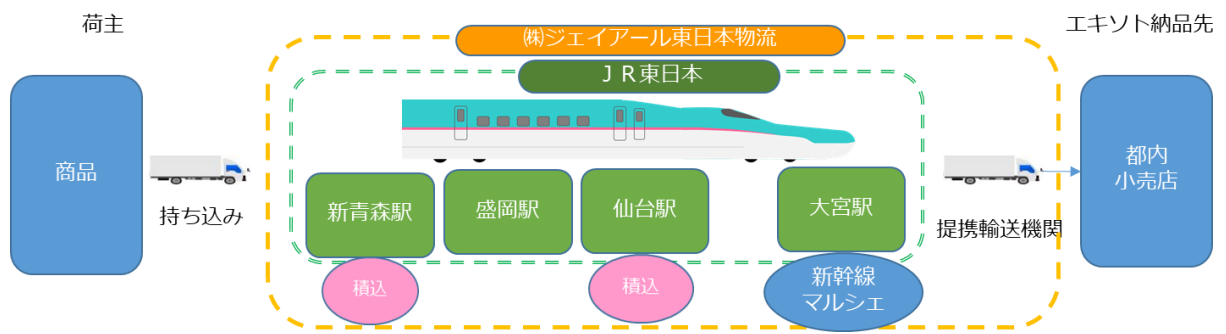 荷主
エキソト納品先
㈱ジェイアール東日本物流
ＪＲ東日本
商品
持ち込み
新青森駅
盛岡駅
仙台駅
大宮駅
積込
積込
新幹線
マルシェ
提携輸送機関
都内
小売店